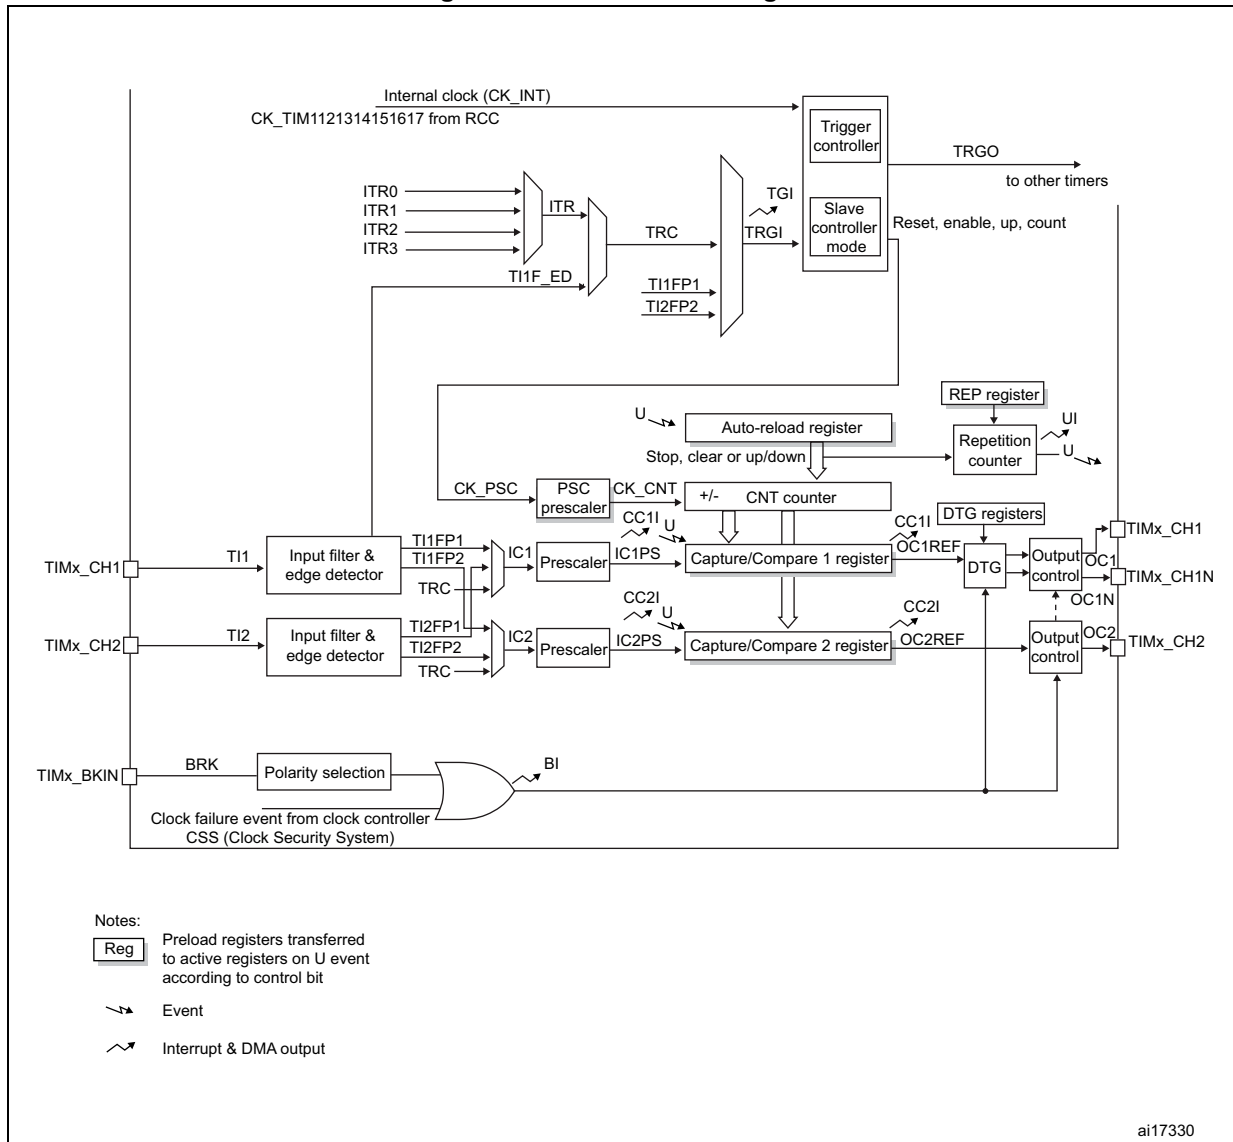 Internal clock (CK_INT)
CK_TIM1121314151617 from RCC
Trigger
controller
TRGO
to other timers
ITR0
ITR1
ITR2
ITR3
ITR
TRC
TGI
TRGI
Slave
controller
mode
Reset, enable, up, count
TI1F_ED
TI1FP1
TI2FP2
REP register
U
Auto-reload register
Repetition
counter
UI
U
Stop, clear or up/down
CK_PSC
PSC
prescaler
CK_CNT
+/-
CNT counter
DTG registers
CC1I
U
CC1I
TIMx_CH1
TIMx_CH1
TI1
Input filter &
edge detector
TI1FP1
TI1FP2
TRC
IC1
Prescaler
IC1PS
Capture/Compare 1 register
OC1REF
DTG
Output
control
OC1
TIMx_CH1N
OC1N
CC2I
U
CC2I
TIMx_CH2
TI2
Input filter &
edge detector
TI2FP1
TI2FP2
TRC
IC2
Prescaler
IC2PS
Capture/Compare 2 register
OC2REF
Output
control
OC2
TIMx_CH2
TIMx_BKIN
BRK
Polarity selection
BI
Clock failure event from clock controller
CSS (Clock Security System)
Notes:
Reg
Preload registers transferred
to active registers on U event
according to control bit
Event
Interrupt & DMA output
ai17330